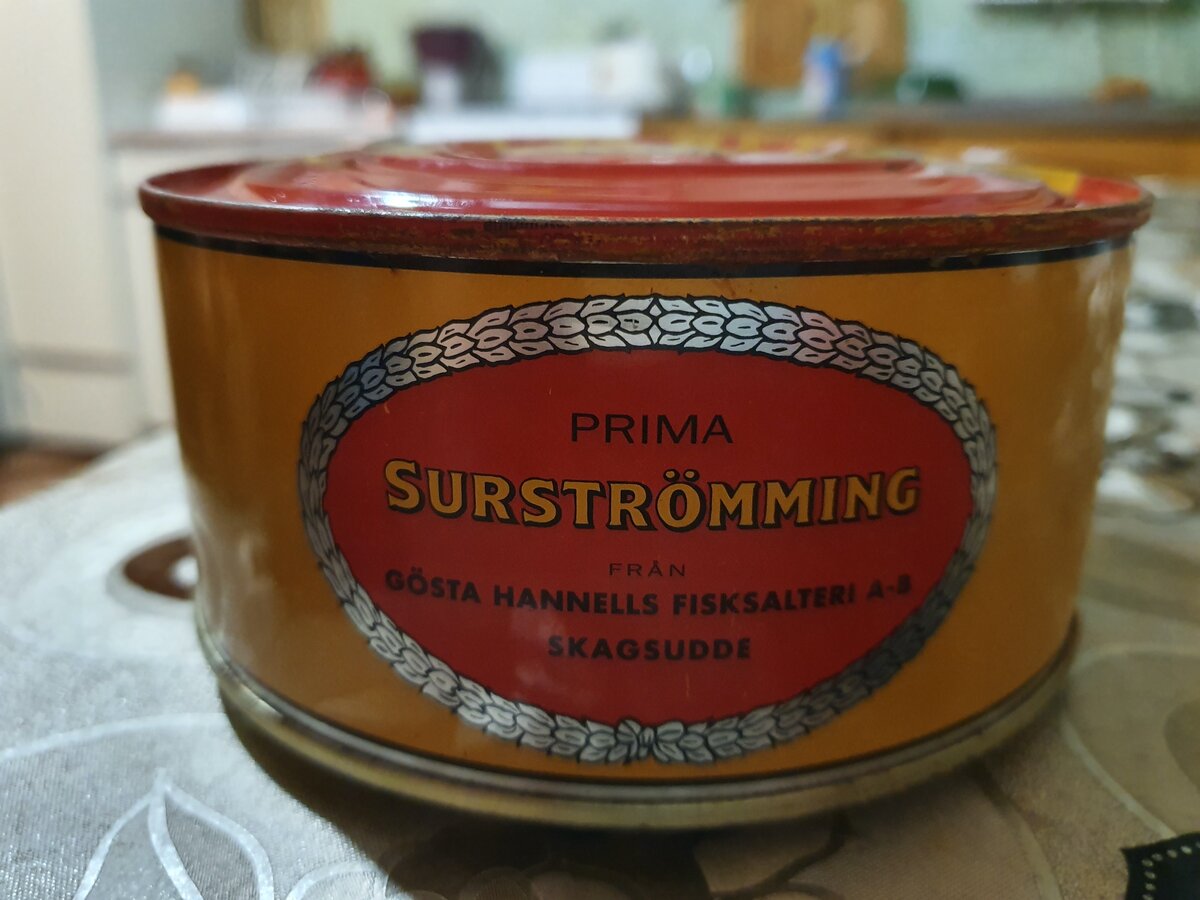 PRIMA
SURSTRÖMMING
FRÅN
GÖSTA HANNELLS FISKSALTERI A-B
SKAGSUDDE